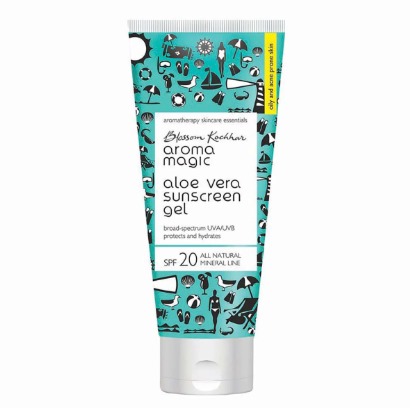 oily and acne prone skin
aromatherapy skincare essentials
Blossom Kochhar
aroma
magic
aloe vera
sunscreen
gel
broad-spectrum UVA/UVB
protects and hydrates
SPF 20 ALL NATURAL
MINERAL LINE